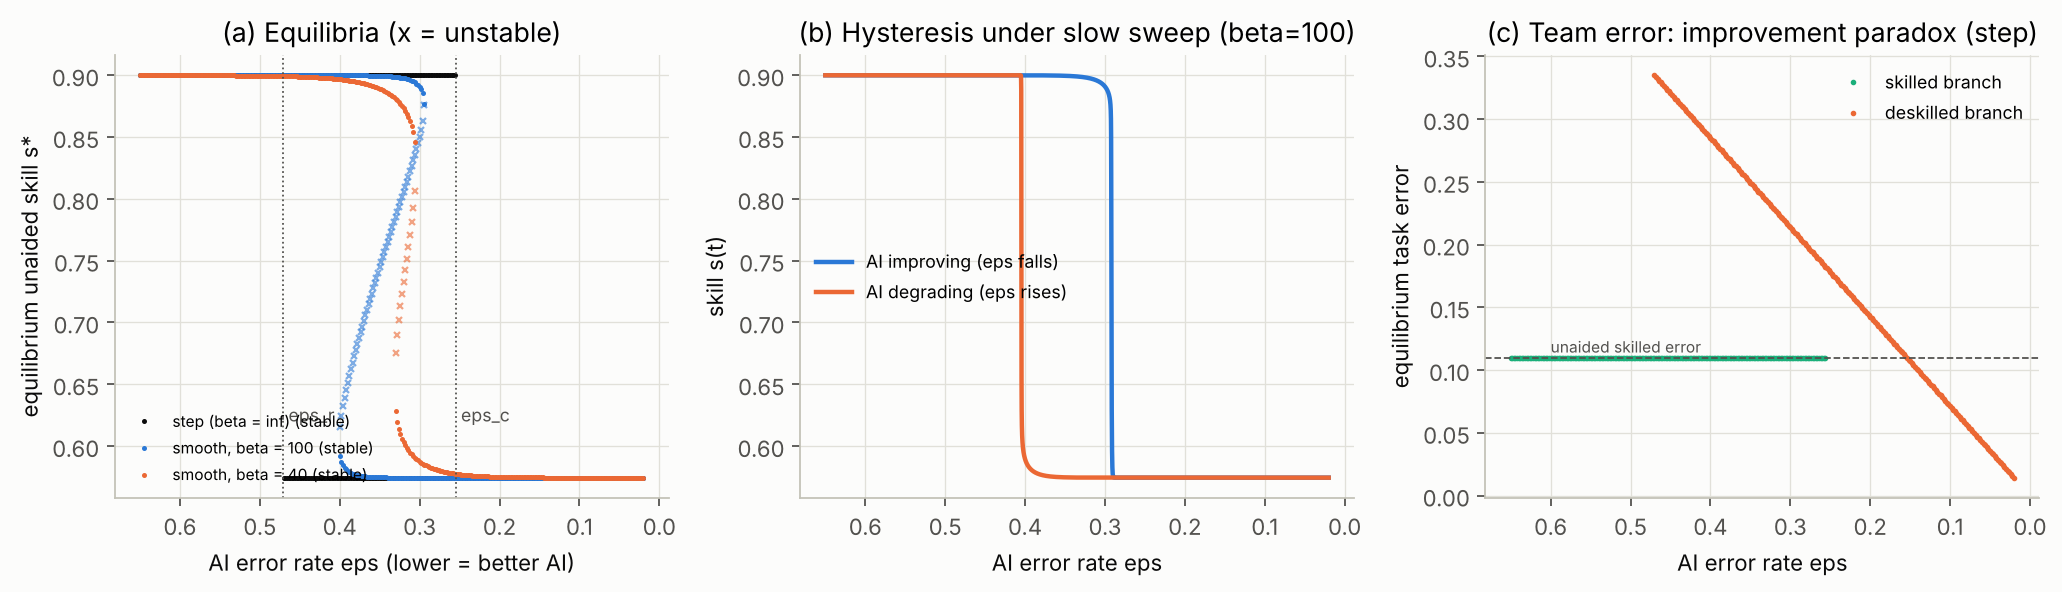 (a) Equilibria (x = unstable)
equilibrium unaided skill s*
0.90
0.85
0.80
0.75
0.70
0.65
0.60
eps_r
eps_c
step (beta = inf) (stable)
smooth, beta = 100 (stable)
smooth, beta = 40 (stable)
0.6 0.5 0.4 0.3 0.2 0.1 0.0
AI error rate eps (lower = better AI)
(b) Hysteresis under slow sweep (beta=100)
skill s(t)
0.90
0.85
0.80
0.75
0.70
0.65
0.60
AI improving (eps falls)
AI degrading (eps rises)
0.6 0.5 0.4 0.3 0.2 0.1 0.0
AI error rate eps
(c) Team error: improvement paradox (step)
equilibrium task error
0.35
0.30
0.25
0.20
0.15
0.10
0.05
0.00
skilled branch
deskilled branch
unaided skilled error
0.6 0.5 0.4 0.3 0.2 0.1 0.0
AI error rate eps